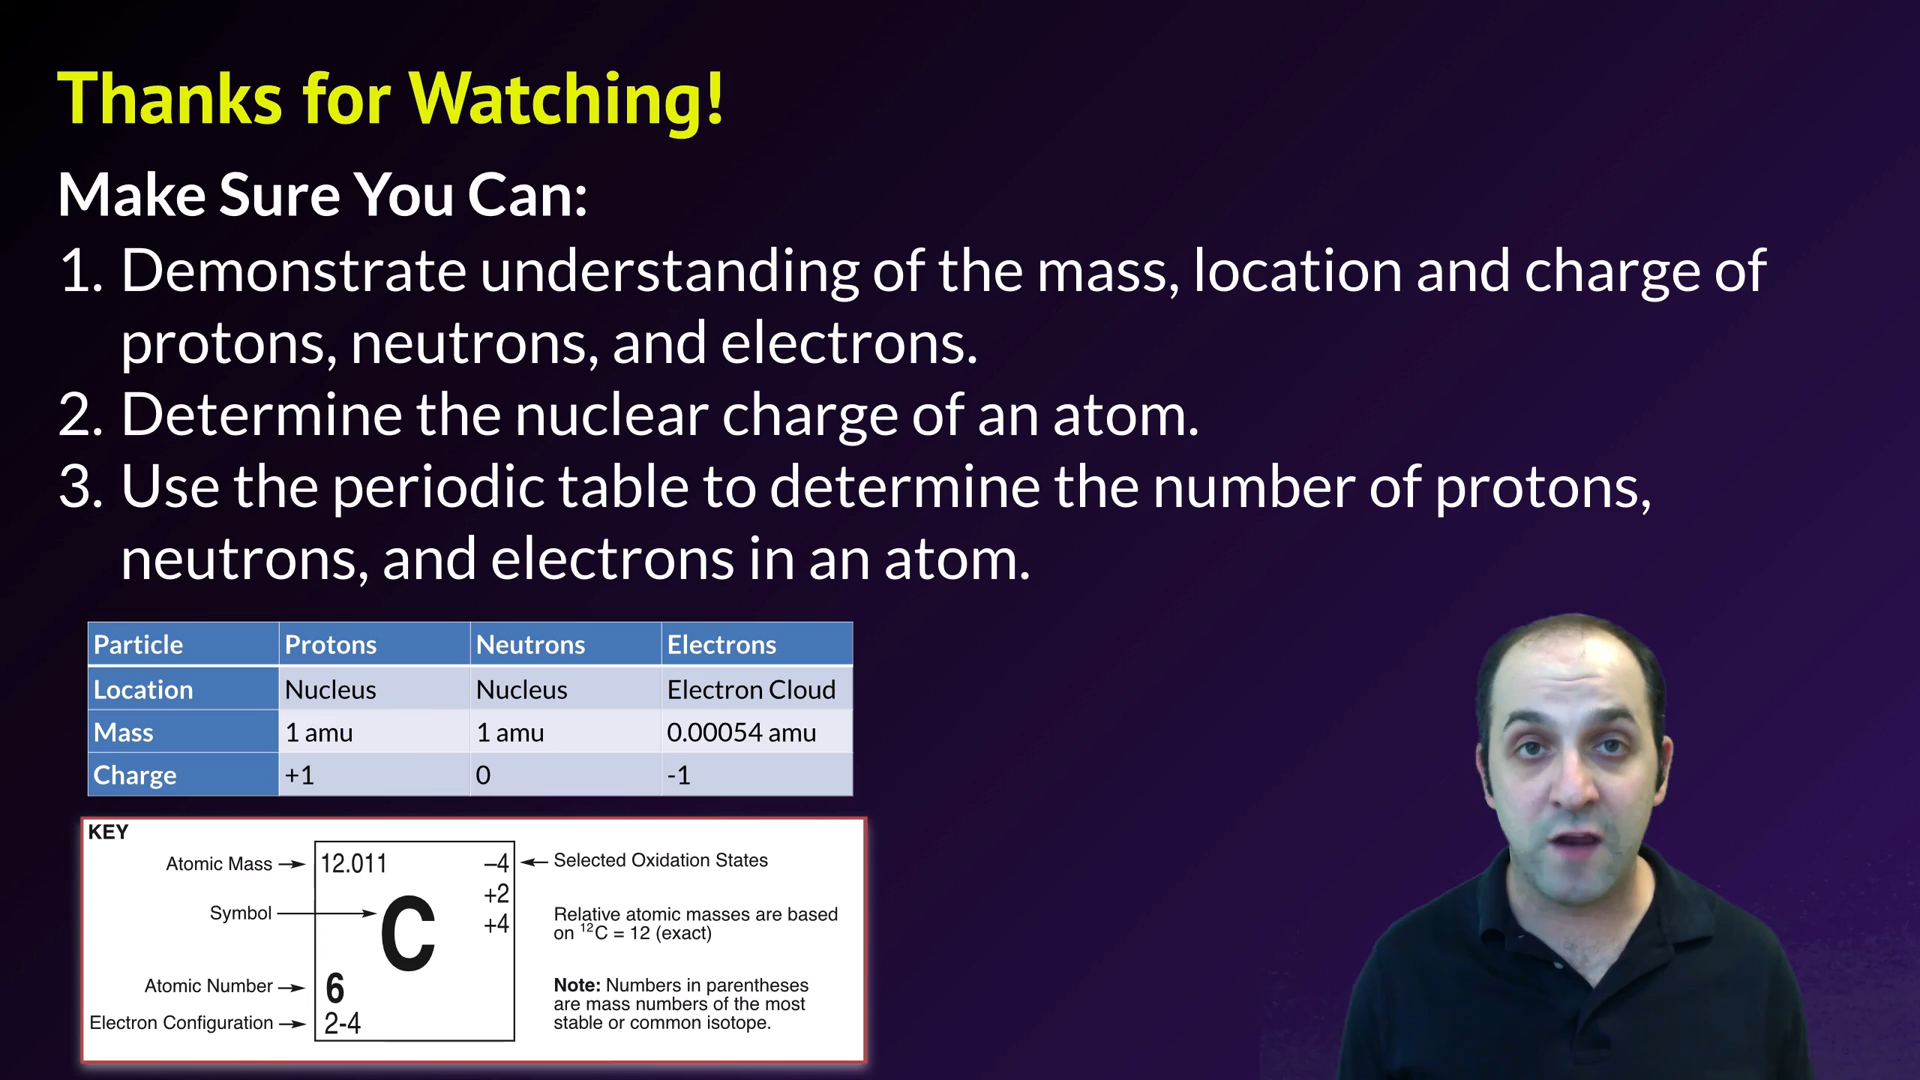 Thanks for Watching!
Make Sure You Can:
1. Demonstrate understanding of the mass, location and charge of
protons, neutrons, and electrons.
2. Determine the nuclear charge of an atom.
3. Use the periodic table to determine the number of protons,
neutrons, and electrons in an atom.
Particle Protons Neutrons Electrons
Location Nucleus Nucleus Electron Cloud
Mass 1 amu 1 amu 0.00054 amu
Charge +1 0 -1
KEY
Atomic Mass 12.011 –4 Selected Oxidation States
+2
Symbol C +4
Relative atomic masses are based
on ¹²C = 12 (exact)
Atomic Number 6
Electron Configuration 2-4
Note: Numbers in parentheses
are mass numbers of the most
stable or common isotope.